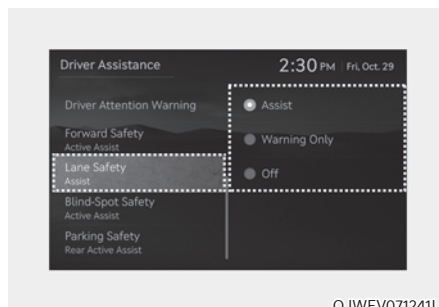 Driver Assistance
2:30 PM Fri, Oct. 29
Driver Attention Warning
Forward Safety
Active Assist
Lane Safety
Assist
Blind-Spot Safety
Active Assist
Parking Safety
Rear Active Assist
Assist
Warning Only
Off